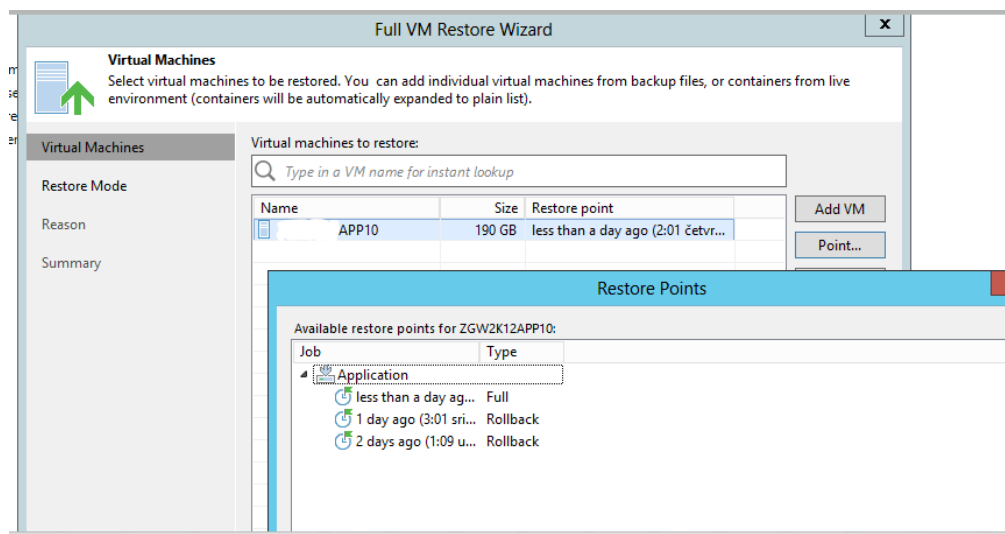 Full VM Restore Wizard
x
Virtual Machines
Select virtual machines to be restored. You can add individual virtual machines from backup files, or containers from live
environment (containers will be automatically expanded to plain list).
Virtual Machines
Restore Mode
Reason
Summary
Virtual machines to restore:
Type in a VM name for instant lookup
Name Size Restore point
APP10 190 GB less than a day ago (2:01 četvr...
Add VM
Point...
Restore Points
Available restore points for ZGW2K12APP10:
Job Type
Application
less than a day ag... Full
1 day ago (3:01 sri... Rollback
2 days ago (1:09 u... Rollback